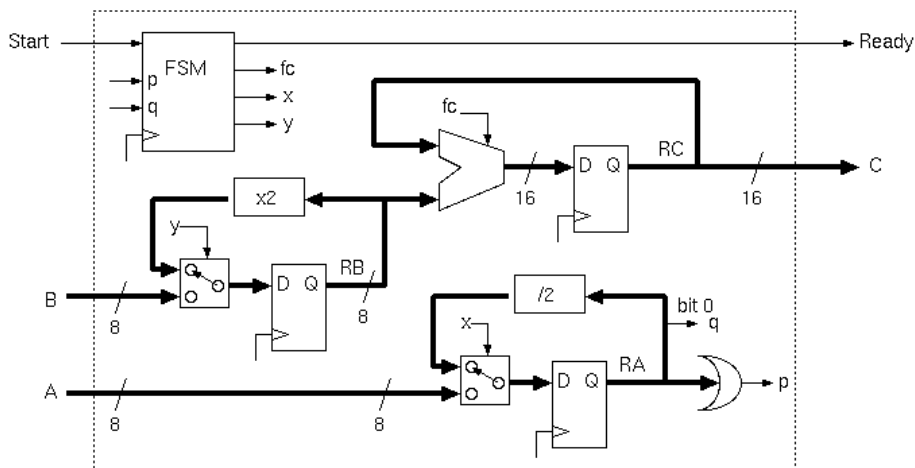 Start
FSM
p
q
fc
x
y
Ready
fc
D Q
RC
16
16
C
x2
y
D Q
RB
8
B
8
/2
bit 0
q
x
D Q
RA
p
A
8
8